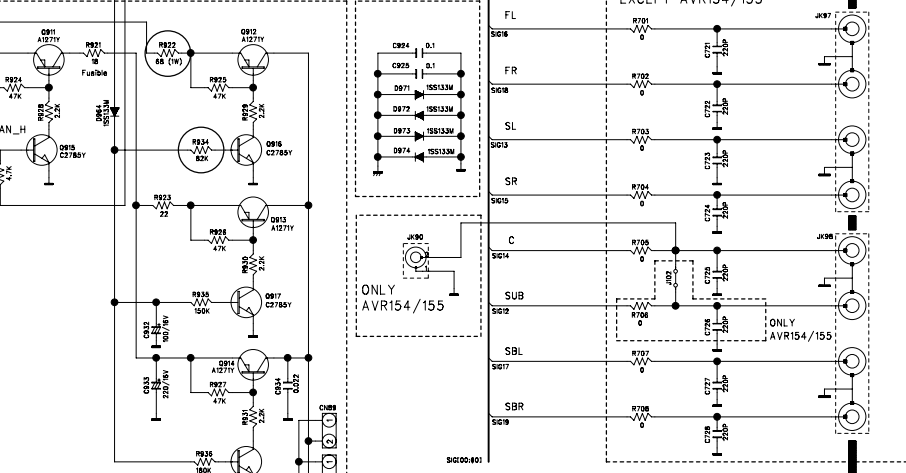 EXCEPT AVR154/155
Q911
A1271Y
R921
18
Fusible
R922
68 (1W)
Q912
A1271Y
R924
47K
R928
2.2K
R925
47K
R929
2.2K
D964
1SS133M
AN_H
Q915
C2785Y
4.7K
R934
82K
Q916
C2785Y
R923
22
Q913
A1271Y
R926
47K
R930
2.2K
R935
150K
Q917
C2785Y
C932
100/16V
C933
220/16V
Q914
A1271Y
R927
47K
C934
0.022
R931
2.2K
R936
180K
CN89
1
2
1
C924
0.1
C925
0.1
D971
1SS133M
D972
1SS133M
D973
1SS133M
D974
1SS133M
JK90
ONLY
AVR154/155
FL
SIG16
R701
0
C721
220P
JK97
FR
SIG18
R702
0
C722
220P
SL
SIG13
R703
0
C723
220P
SR
SIG15
R704
0
C724
220P
C
SIG14
R705
0
J102
C725
220P
JK98
SUB
SIG12
R706
0
C726
220P
ONLY
AVR154/155
SBL
SIG17
R707
0
C727
220P
SBR
SIG19
R708
0
C728
220P